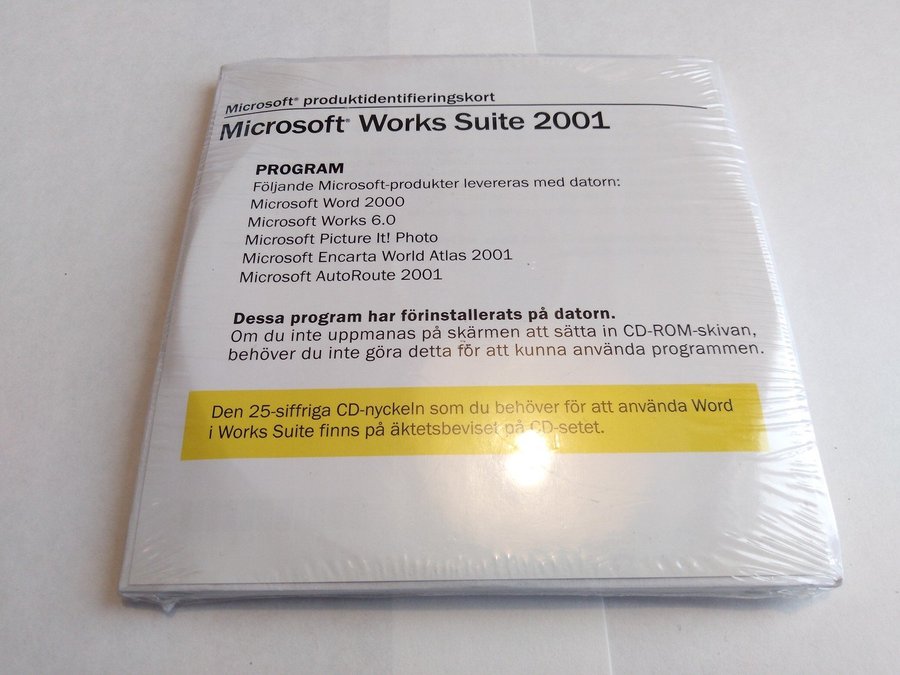 Microsoft® produktidentifieringskort
Microsoft® Works Suite 2001
PROGRAM
Följande Microsoft-produkter levereras med datorn:
Microsoft Word 2000
Microsoft Works 6.0
Microsoft Picture It! Photo
Microsoft Encarta World Atlas 2001
Microsoft AutoRoute 2001
Dessa program har förinstallerats på datorn.
Om du inte uppmanas på skärmen att sätta in CD-ROM-skivan,
behöver du inte göra detta för att kunna använda programmen.
Den 25-siffriga CD-nyckeln som du behöver för att använda Word
i Works Suite finns på äktetsbeviset på CD-setet.